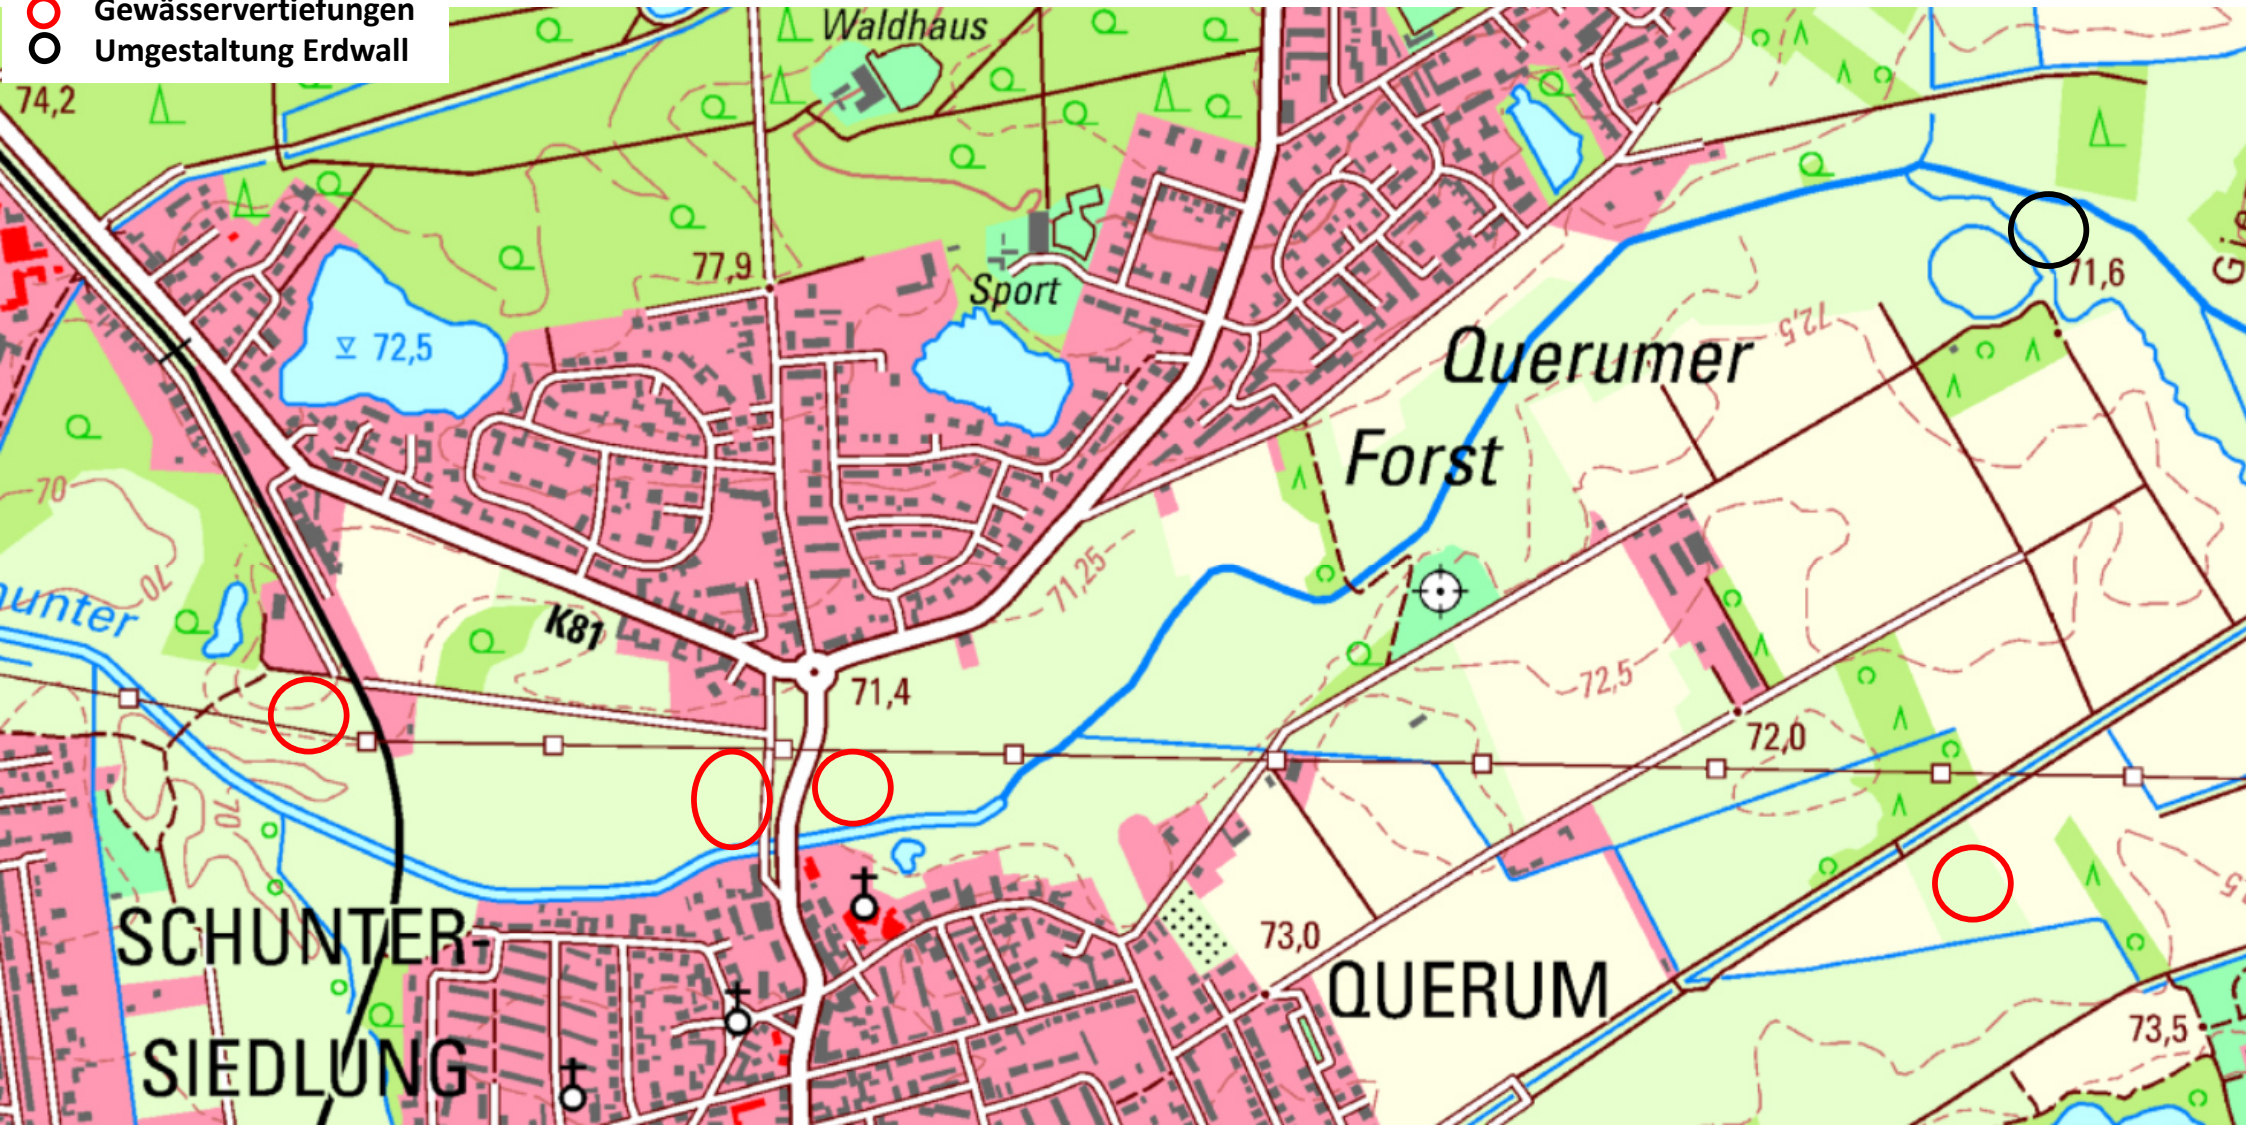 Gewässervertiefungen
Umgestaltung Erdwall
Waldhaus
74,2
77,9
Sport
71,6
72,5
72,5
Querumer
Forst
70
70
71,25
K81
72,5
71,4
72,0
70
SCHUNTER-
SIEDLUNG
73,0
QUERUM
73,5